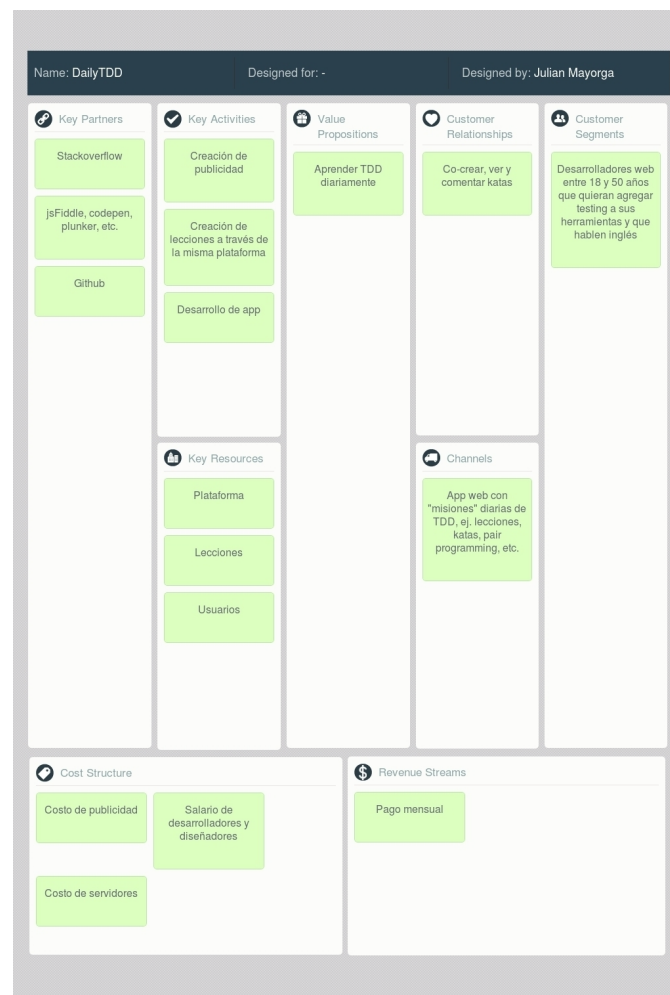 Name: DailyTDD
Designed for: -
Designed by: Julian Mayorga
Key Partners
Stackoverflow
jsFiddle, codepen,
plunker, etc.
Github
Key Activities
Creación de
publicidad
Creación de
lecciones a través de
la misma plataforma
Desarrollo de app
Key Resources
Plataforma
Lecciones
Usuarios
Value
Propositions
Aprender TDD
diariamente
Customer
Relationships
Co-crear, ver y
comentar katas
Channels
App web con
"misiones" diarias de
TDD, ej. lecciones,
katas, pair
programming, etc.
Customer
Segments
Desarrolladores web
entre 18 y 50 años
que quieran agregar
testing a sus
herramientas y que
hablen inglés
Cost Structure
Costo de publicidad
Salario de
desarrolladores y
diseñadores
Costo de servidores
Revenue Streams
Pago mensual